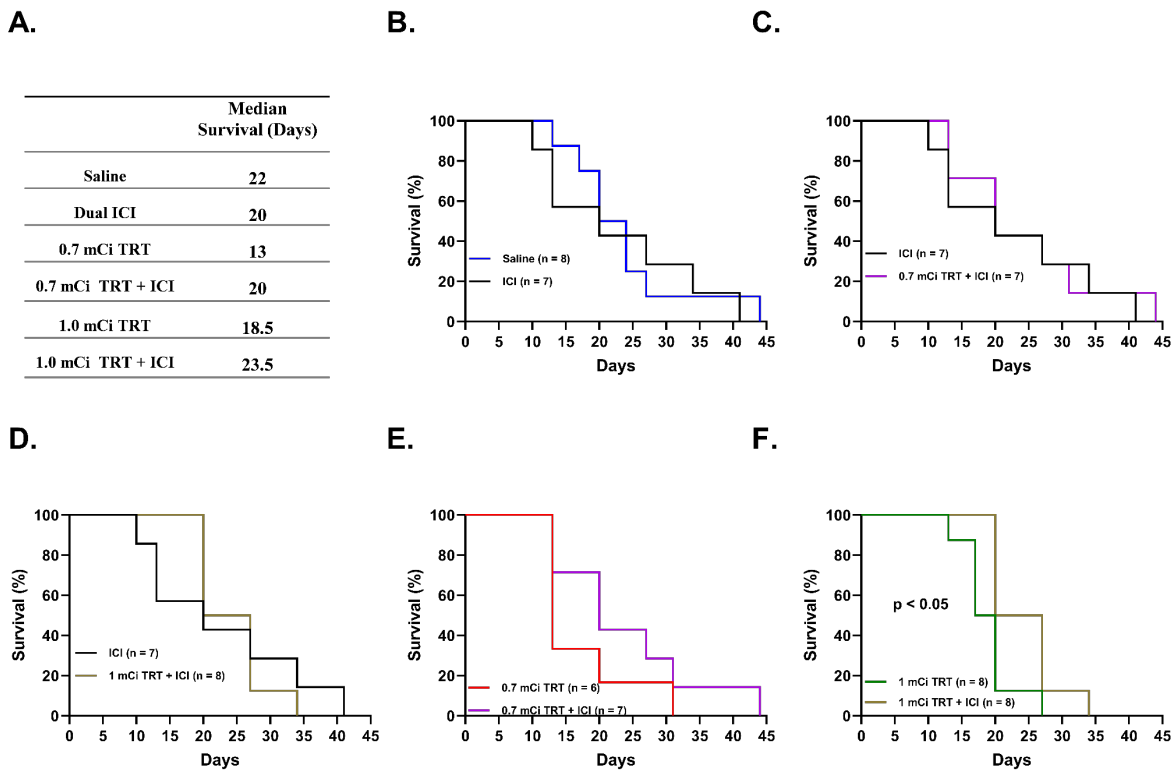 A.
Median
Survival (Days)
Saline 22
Dual ICI 20
0.7 mCi TRT 13
0.7 mCi TRT + ICI 20
1.0 mCi TRT 18.5
1.0 mCi TRT + ICI 23.5
B.
Survival (%)
100
80
60
40
20
0
Saline (n = 8)
ICI (n = 7)
0 5 10 15 20 25 30 35 40 45
Days
C.
Survival (%)
100
80
60
40
20
0
ICI (n = 7)
0.7 mCi TRT + ICI (n = 7)
0 5 10 15 20 25 30 35 40 45
Days
D.
Survival (%)
100
80
60
40
20
0
ICI (n = 7)
1 mCi TRT + ICI (n = 8)
0 5 10 15 20 25 30 35 40 45
Days
E.
Survival (%)
100
80
60
40
20
0
0.7 mCi TRT (n = 6)
0.7 mCi TRT + ICI (n = 7)
0 5 10 15 20 25 30 35 40 45
Days
F.
Survival (%)
100
80
60
40
20
0
p < 0.05
1 mCi TRT (n = 8)
1 mCi TRT + ICI (n = 8)
0 5 10 15 20 25 30 35 40 45
Days